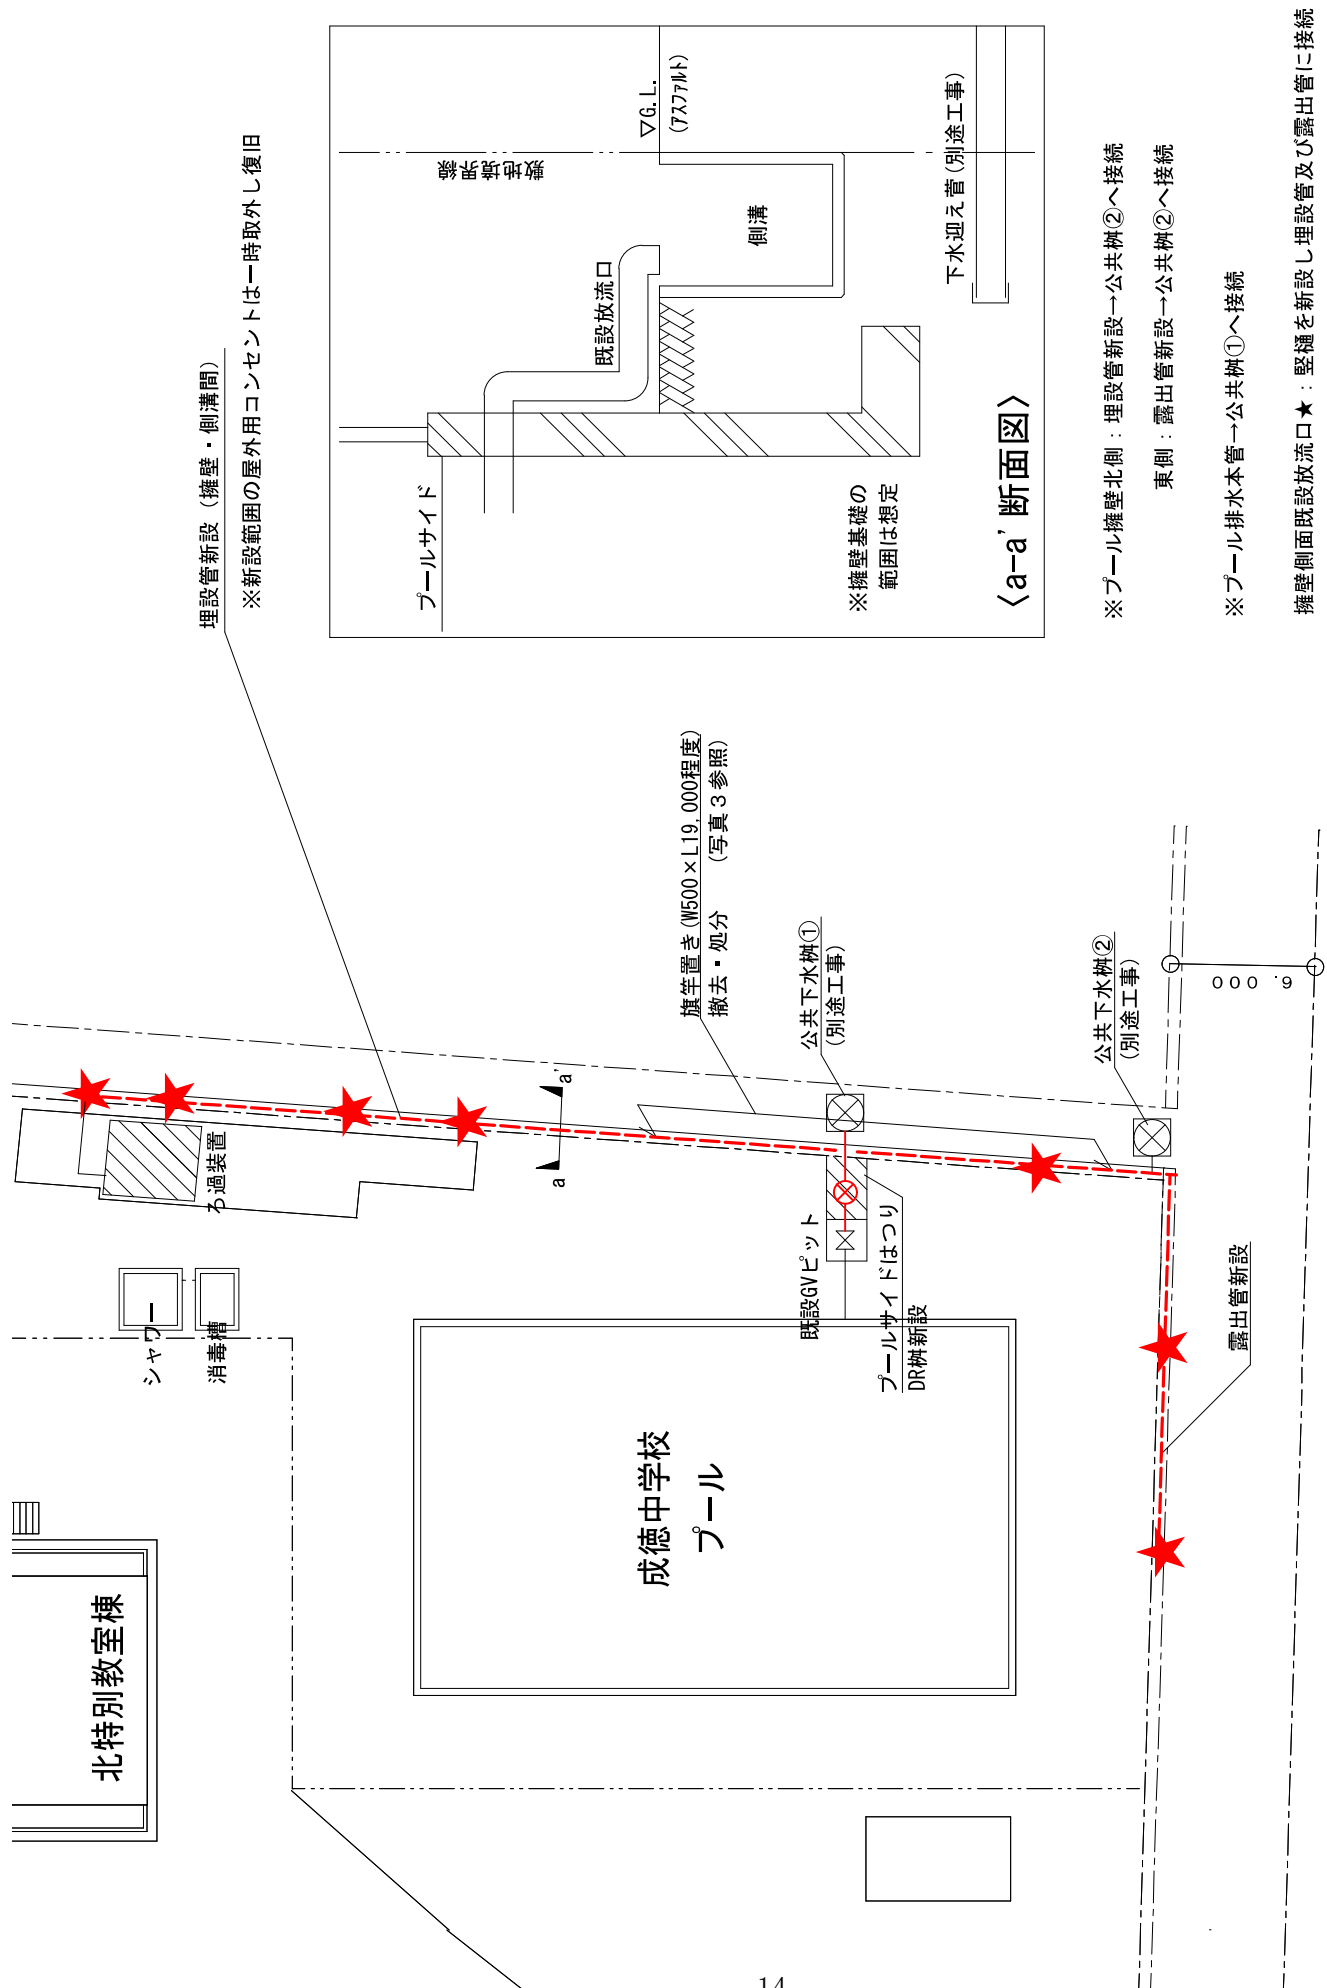 埋設管新設（擁壁・側溝間）
※新設範囲の屋外用コンセントは一時取外し復旧
プールサイド
既設放流口
敷地境界線
▽G.L.
(ｱｽﾌｧﾙﾄ)
側溝
下水迎え管(別途工事)
※擁壁基礎の
範囲は想定
〈a−a’断面図〉
※プール擁壁北側：埋設管新設→公共桝②へ接続
東側：露出管新設→公共桝②へ接続
※プール排水本管→公共桝①へ接続
擁壁側面既設放流口★：竪樋を新設し埋設管及び露出管に接続
旗竿置き(W500×L19,000程度)
撤去・処分　（写真３参照）
公共下水桝①
(別途工事)
公共下水桝②
(別途工事)
6.000
ろ過装置
a
a'
シャワー
消毒槽
既設GVピット
プールサイドはつり
DR桝新設
露出管新設
成徳中学校
プール
北特別教室棟
14